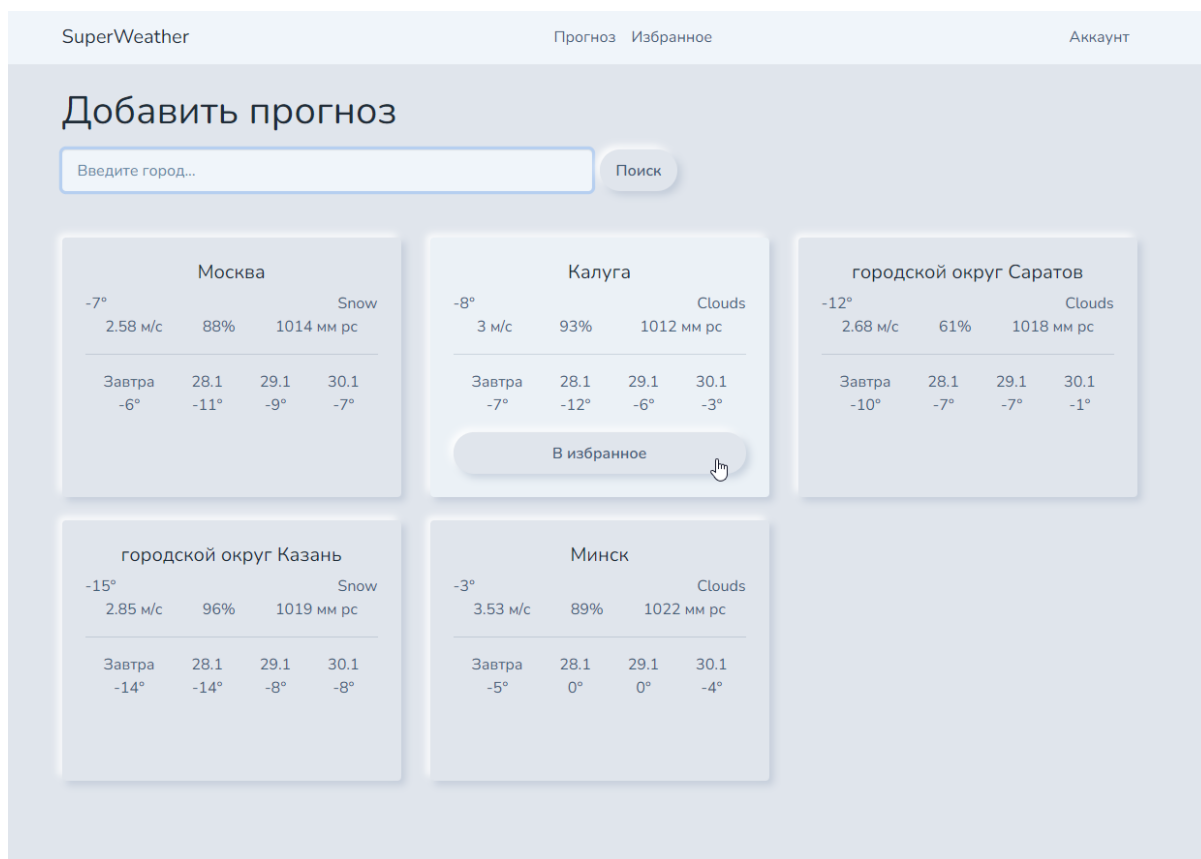 SuperWeather Прогноз Избранное Аккаунт
Добавить прогноз
Введите город... Поиск
Москва
-7° Snow
2.58 м/с 88% 1014 мм рс
Завтра 28.1 29.1 30.1
-6° -11° -9° -7°
Калуга
-8° Clouds
3 м/с 93% 1012 мм рс
Завтра 28.1 29.1 30.1
-7° -12° -6° -3°
В избранное
городской округ Саратов
-12° Clouds
2.68 м/с 61% 1018 мм рс
Завтра 28.1 29.1 30.1
-10° -7° -7° -1°
городской округ Казань
-15° Snow
2.85 м/с 96% 1019 мм рс
Завтра 28.1 29.1 30.1
-14° -14° -8° -8°
Минск
-3° Clouds
3.53 м/с 89% 1022 мм рс
Завтра 28.1 29.1 30.1
-5° 0° 0° -4°